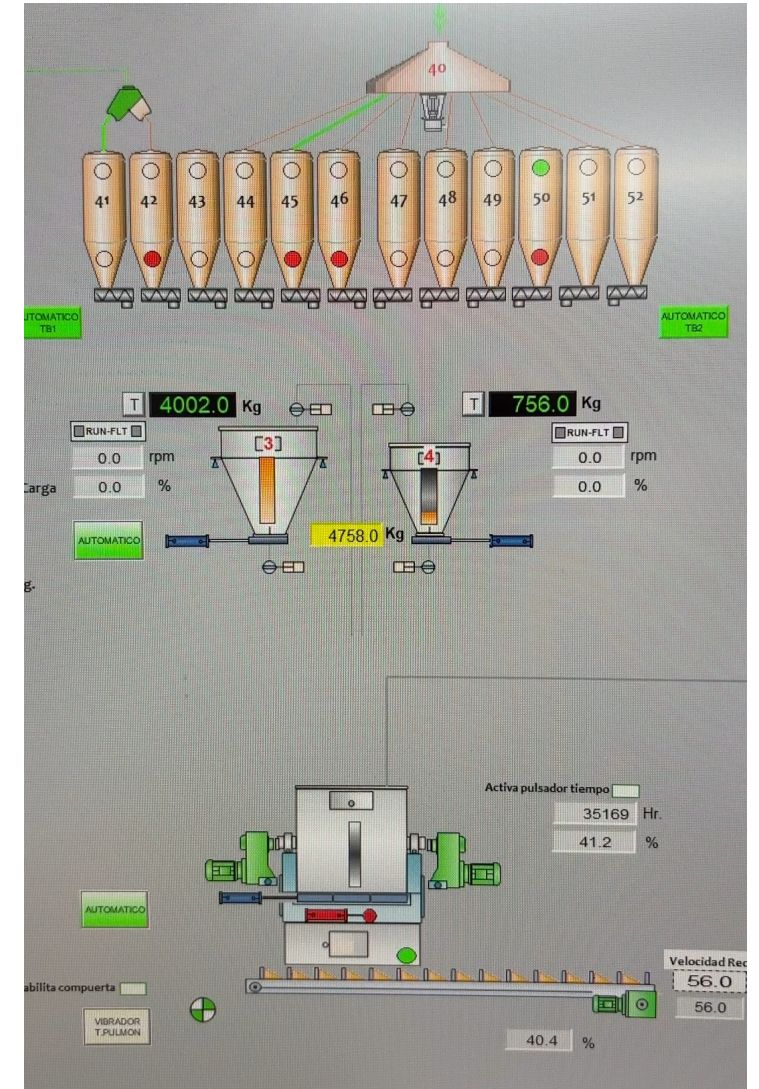 40
41 42 43 44 45 46 47 48 49 50 51 52
UTOMATICO
TB1
AUTOMATICO
TB2
T 4002.0 Kg
T 756.0 Kg
RUN-FLT
RUN-FLT
[3]
[4]
0.0 rpm
0.0 rpm
Carga 0.0 %
0.0 %
AUTOMATICO
4758.0 Kg
g.
Activa pulsador tiempo
35169 Hr.
41.2 %
AUTOMATICO
Velocidad Rec
56.0
56.0
abilita compuerta
VIBRADOR
T.PULMON
40.4 %